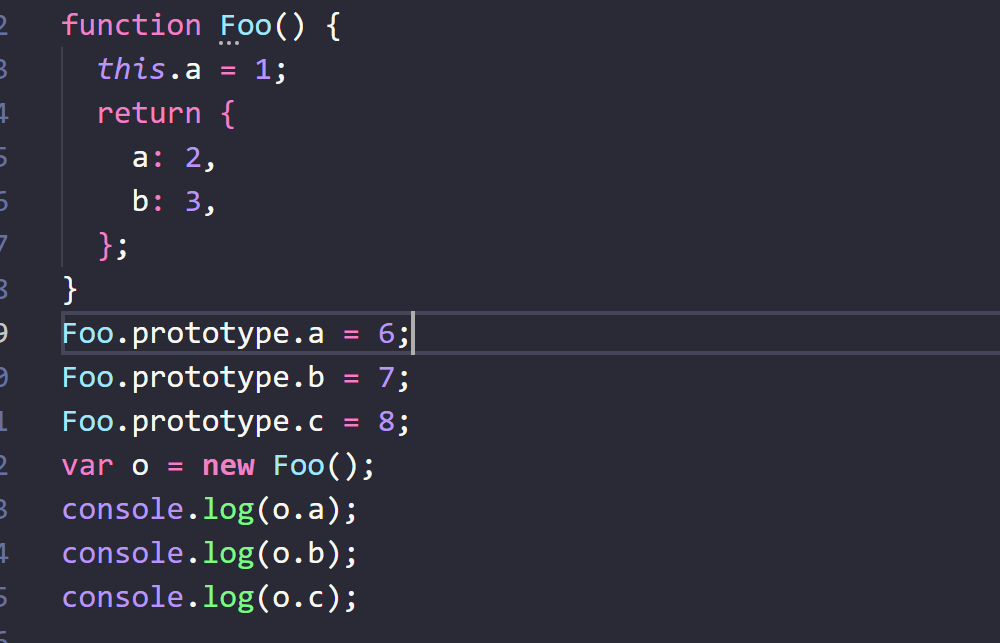 2 function Foo() {
3 this.a = 1;
4 return {
5 a: 2,
6 b: 3,
7 };
8 }
9 Foo.prototype.a = 6;
0 Foo.prototype.b = 7;
1 Foo.prototype.c = 8;
2 var o = new Foo();
3 console.log(o.a);
4 console.log(o.b);
5 console.log(o.c);
6